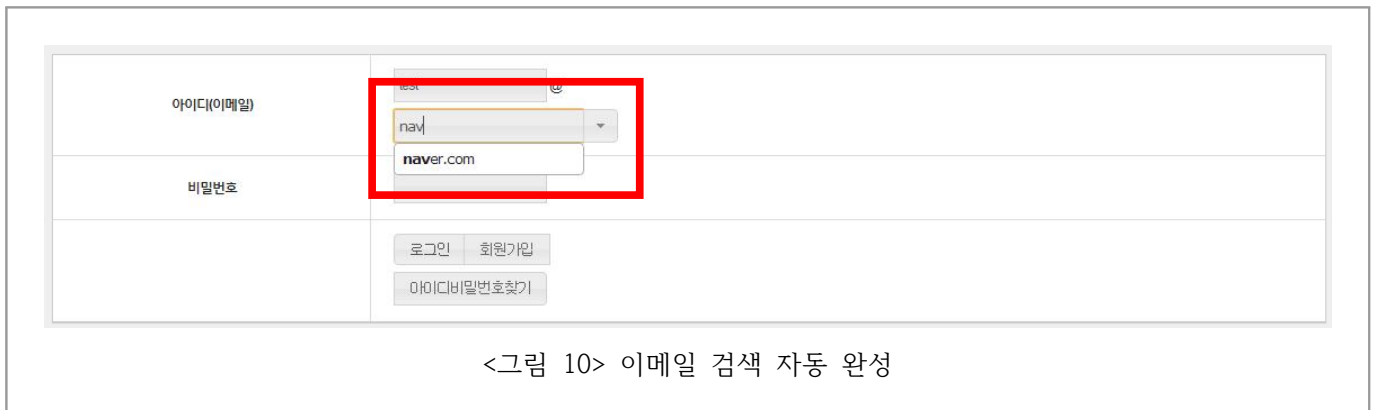 아이디(이메일)
test @
nav
naver.com
비밀번호
로그인 회원가입
아이디비밀번호찾기
<그림 10> 이메일 검색 자동 완성